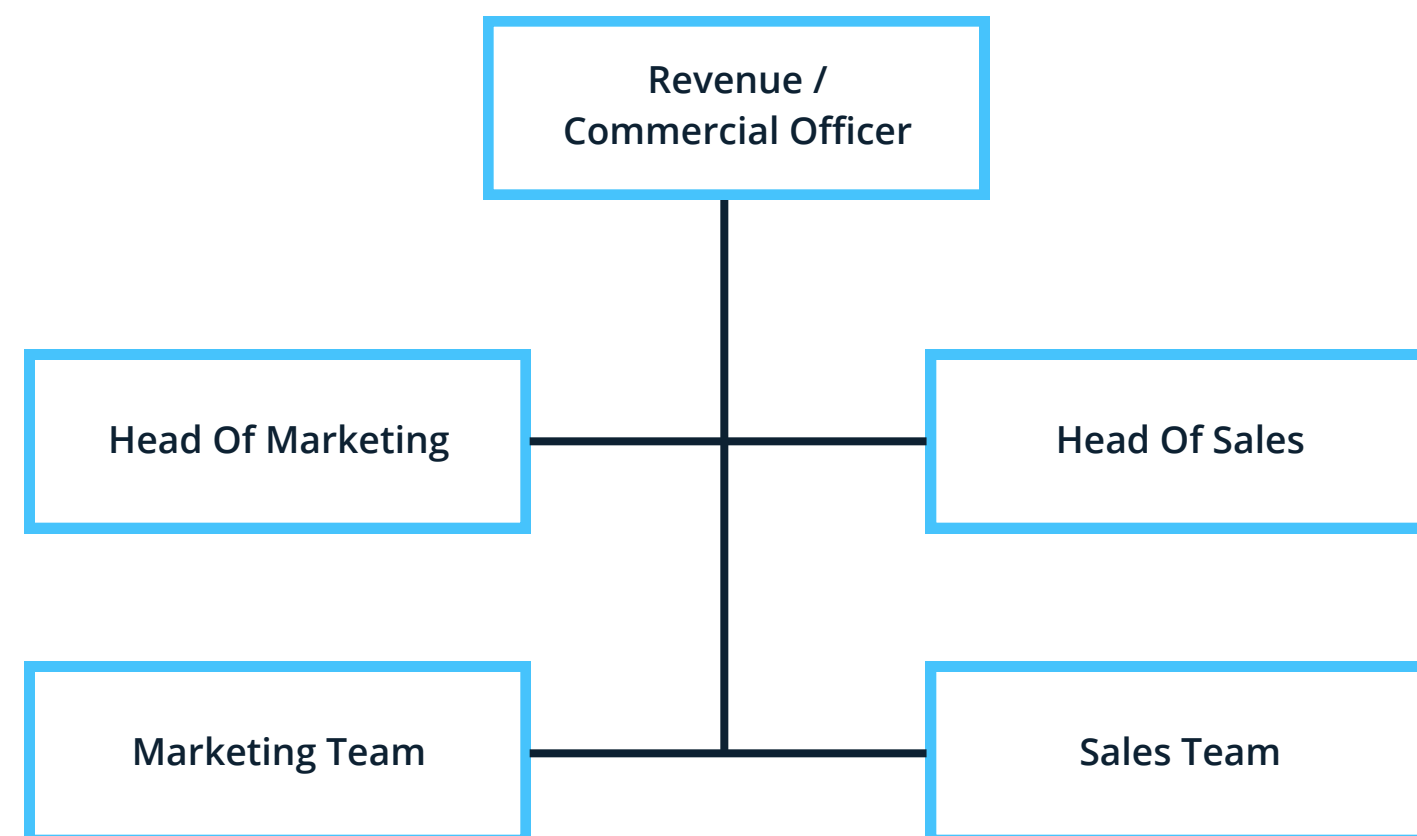 Revenue /
Commercial Officer
Head Of Marketing
Head Of Sales
Marketing Team
Sales Team